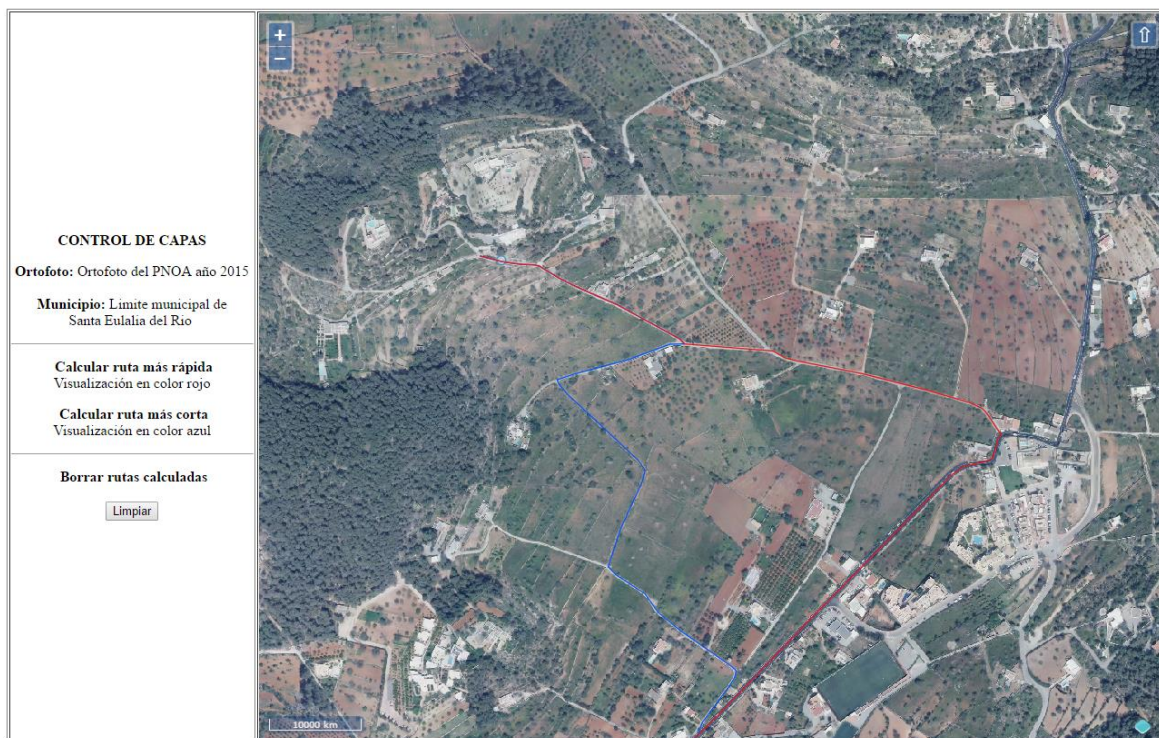 CONTROL DE CAPAS
Ortofoto: Ortofoto del PNOA año 2015
Municipio: Limite municipal de
Santa Eulalia del Rio
Calcular ruta más rápida
Visualización en color rojo
Calcular ruta más corta
Visualización en color azul
Borrar rutas calculadas
Limpiar
+
−
⇧
10000 km